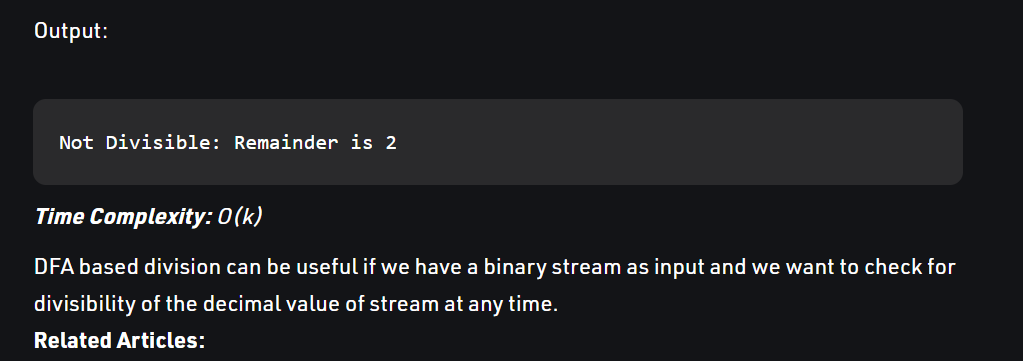 Output:
Not Divisible: Remainder is 2
Time Complexity: O(k)
DFA based division can be useful if we have a binary stream as input and we want to check for
divisibility of the decimal value of stream at any time.
Related Articles: